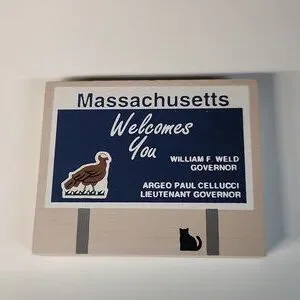 Massachusetts
Welcomes
You
WILLIAM F. WELD
GOVERNOR
ARGEO PAUL CELLUCCI
LIEUTENANT GOVERNOR